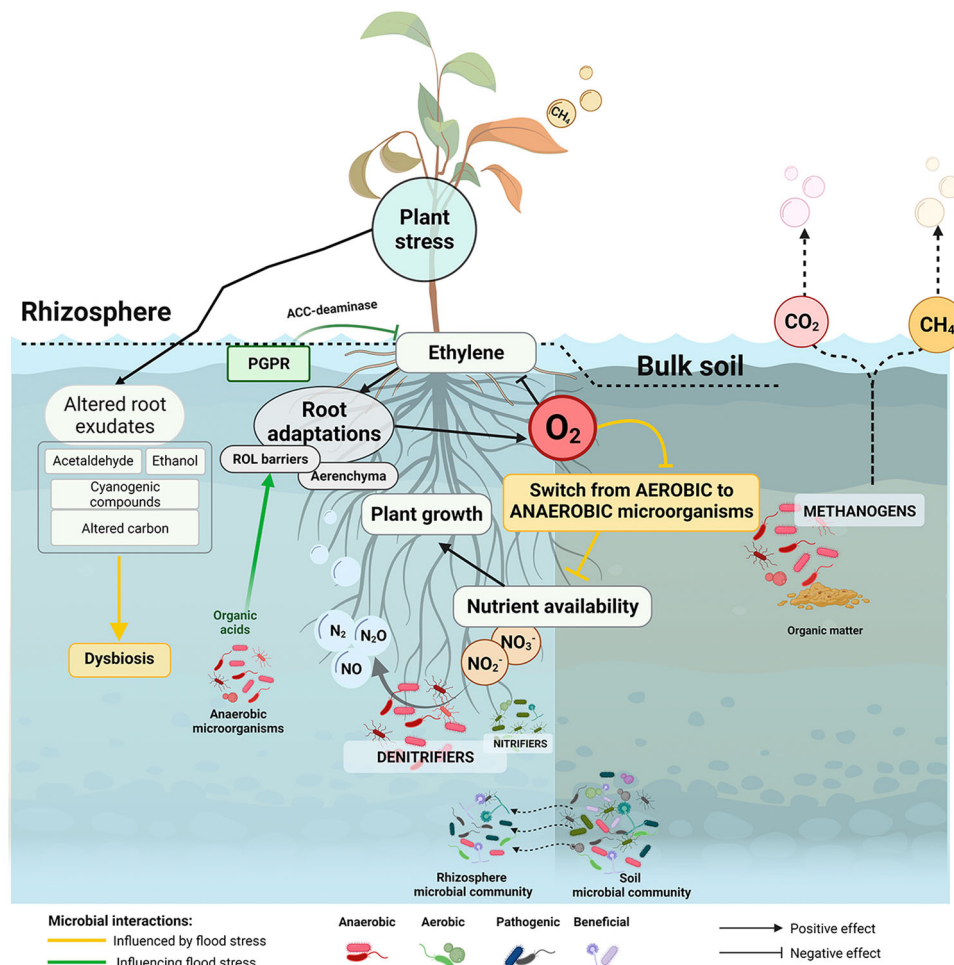 CH₄
Plant
stress
Rhizosphere
ACC-deaminase
PGPR
Ethylene
Bulk soil
CO₂
CH₄
Altered root
exudates
Acetaldehyde
Ethanol
Cyanogenic
compounds
Altered carbon
Root
adaptations
ROL barriers
Aerenchyma
O₂
Switch from AEROBIC to
ANAEROBIC microorganisms
METHANOGENS
Organic matter
Plant growth
Nutrient availability
Organic
acids
Dysbiosis
Anaerobic
microorganisms
N₂
N₂O
NO
NO₃⁻
NO₂⁻
DENITRIFIERS
NITRIFIERS
Rhizosphere
microbial community
Soil
microbial community
Microbial interactions:
Influenced by flood stress
Influencing flood stress
Anaerobic
Aerobic
Pathogenic
Beneficial
Positive effect
Negative effect